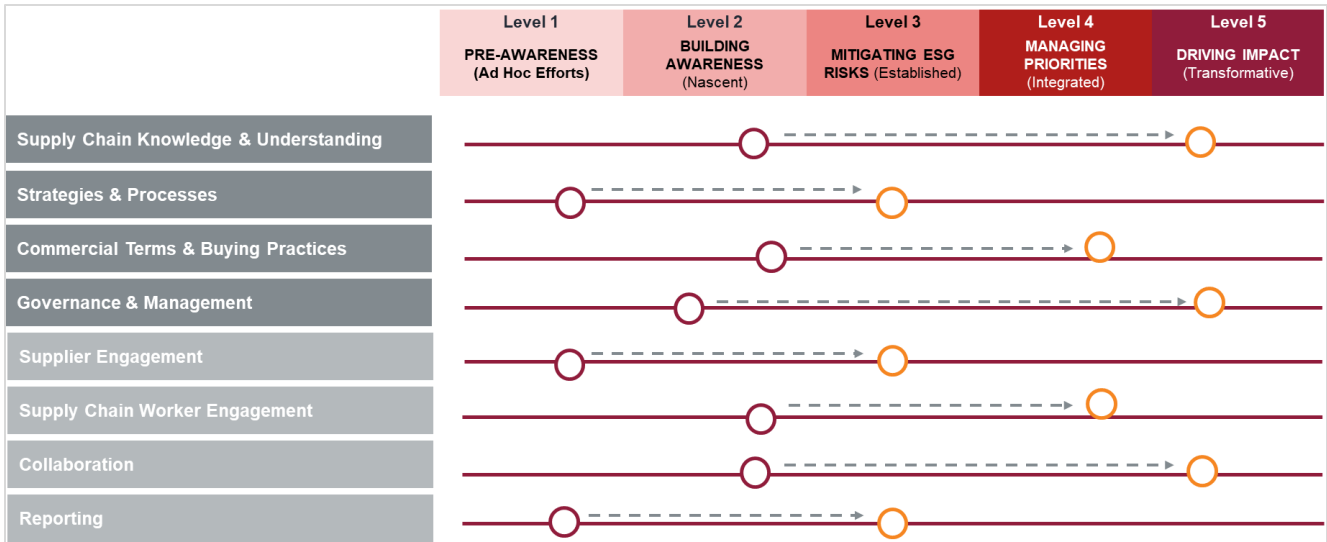 Level 1
PRE-AWARENESS
(Ad Hoc Efforts)
Level 2
BUILDING
AWARENESS
(Nascent)
Level 3
MITIGATING ESG
RISKS (Established)
Level 4
MANAGING
PRIORITIES
(Integrated)
Level 5
DRIVING IMPACT
(Transformative)
Supply Chain Knowledge & Understanding
Strategies & Processes
Commercial Terms & Buying Practices
Governance & Management
Supplier Engagement
Supply Chain Worker Engagement
Collaboration
Reporting